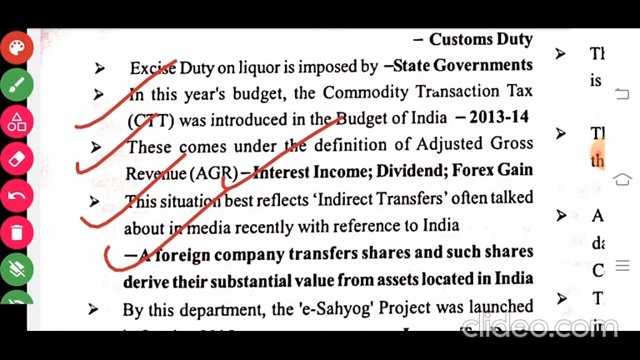 – Customs Duty
➤ Excise Duty on liquor is imposed by –State Governments
➤ In this year's budget, the Commodity Transaction Tax
(CTT) was introduced in the Budget of India – 2013-14
➤ These comes under the definition of Adjusted Gross
Revenue (AGR)–Interest Income; Dividend; Forex Gain
➤ This situation best reflects 'Indirect Transfers' often talked
about in media recently with reference to India
–A foreign company transfers shares and such shares
derive their substantial value from assets located in India
➤ By this department, the 'e-Sahyog' Project was launched
➤ Th
is
➤ Th
th
➤ A
da
C
➤ T
in
clideo.com